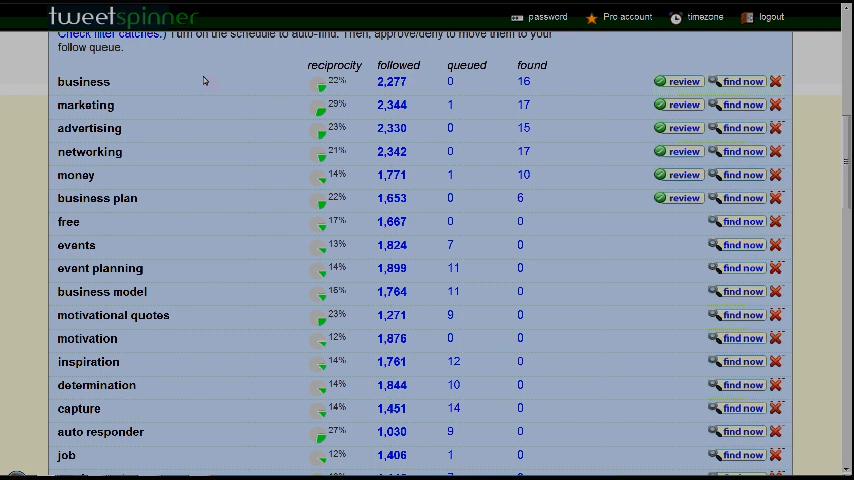 tweetspinner
password Pro account timezone logout
Check filter catches.) Turn on the schedule to auto-find. Then, approve/deny to move them to your
follow queue.
reciprocity followed queued found
business 22% 2,277 0 16 review find now
marketing 29% 2,344 1 17 review find now
advertising 23% 2,330 0 15 review find now
networking 21% 2,342 0 17 review find now
money 14% 1,771 1 10 review find now
business plan 22% 1,653 0 6 review find now
free 17% 1,667 0 0 find now
events 13% 1,824 7 0 find now
event planning 14% 1,899 11 0 find now
business model 16% 1,764 11 0 find now
motivational quotes 23% 1,271 9 0 find now
motivation 12% 1,876 0 0 find now
inspiration 14% 1,761 12 0 find now
determination 14% 1,844 10 0 find now
capture 14% 1,451 14 0 find now
auto responder 27% 1,030 9 0 find now
job 12% 1,406 1 0 find now